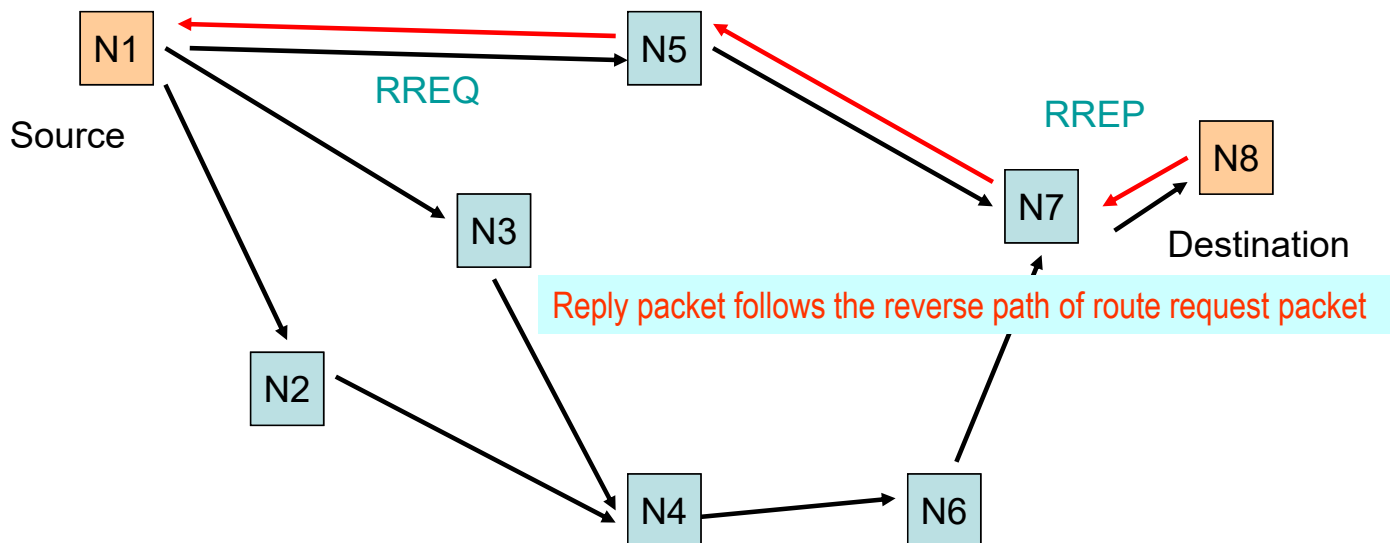 N1
N5
RREQ
RREP
Source
N8
N7
N3
Destination
Reply packet follows the reverse path of route request packet
N2
N4
N6